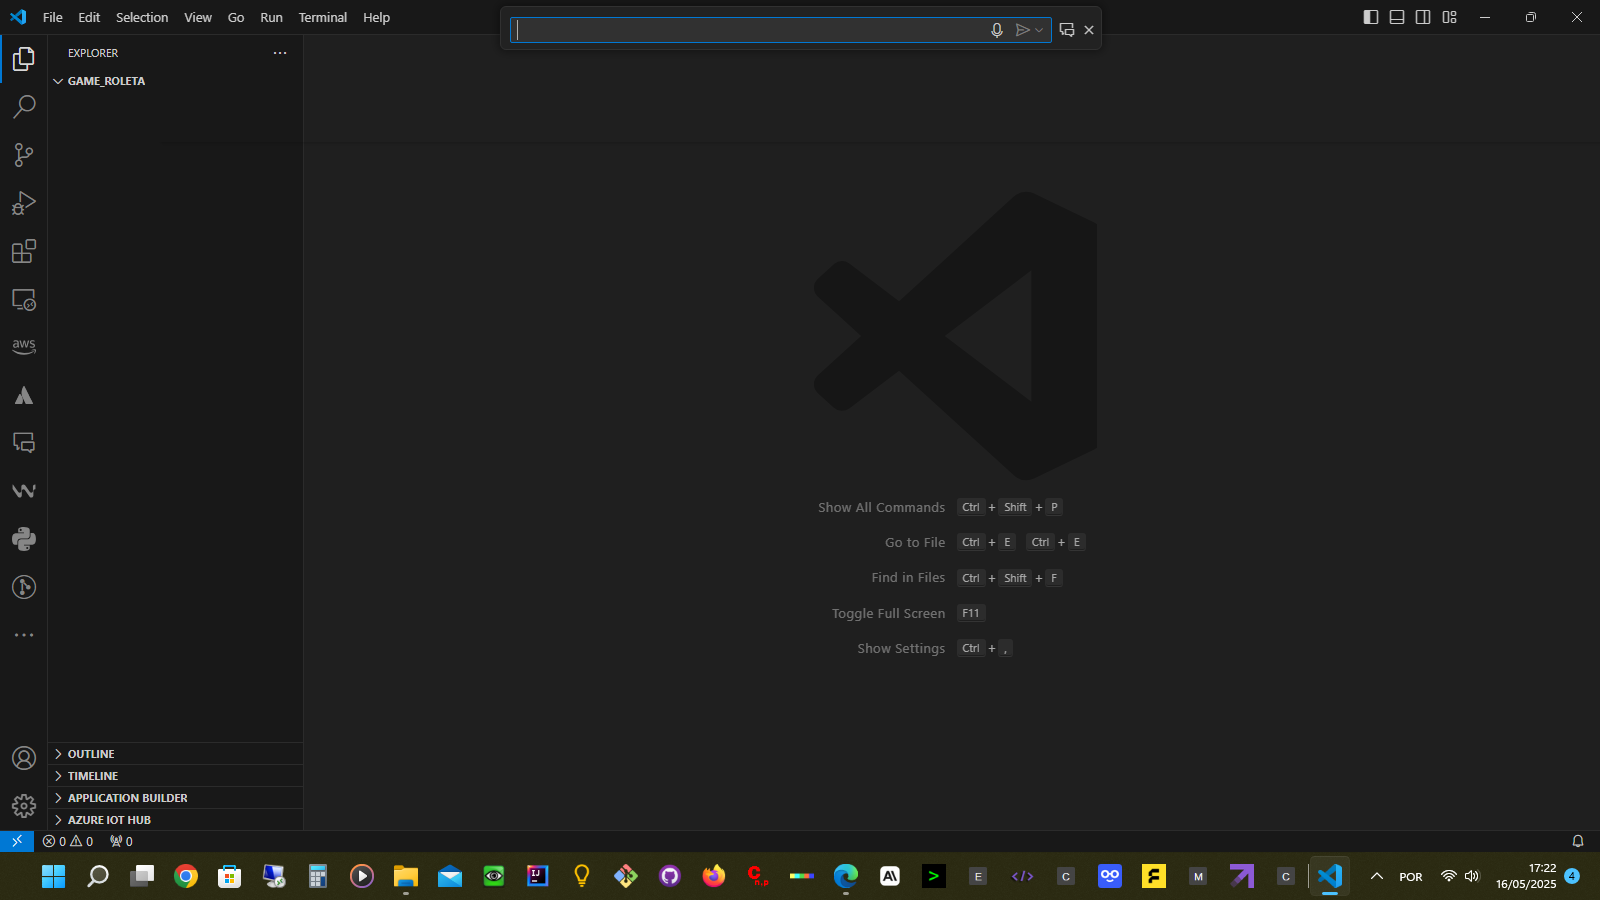 File Edit Selection View Go Run Terminal Help
EXPLORER
GAME_ROLETA
aws
Show All Commands Ctrl + Shift + P
Go to File Ctrl + E Ctrl + E
Find in Files Ctrl + Shift + F
Toggle Full Screen F11
Show Settings Ctrl + ,
OUTLINE
TIMELINE
APPLICATION BUILDER
AZURE IOT HUB
0 0 0
IJ
C n.p
A\
>
E
</>
C
F
M
C
POR
17:22
16/05/2025
4